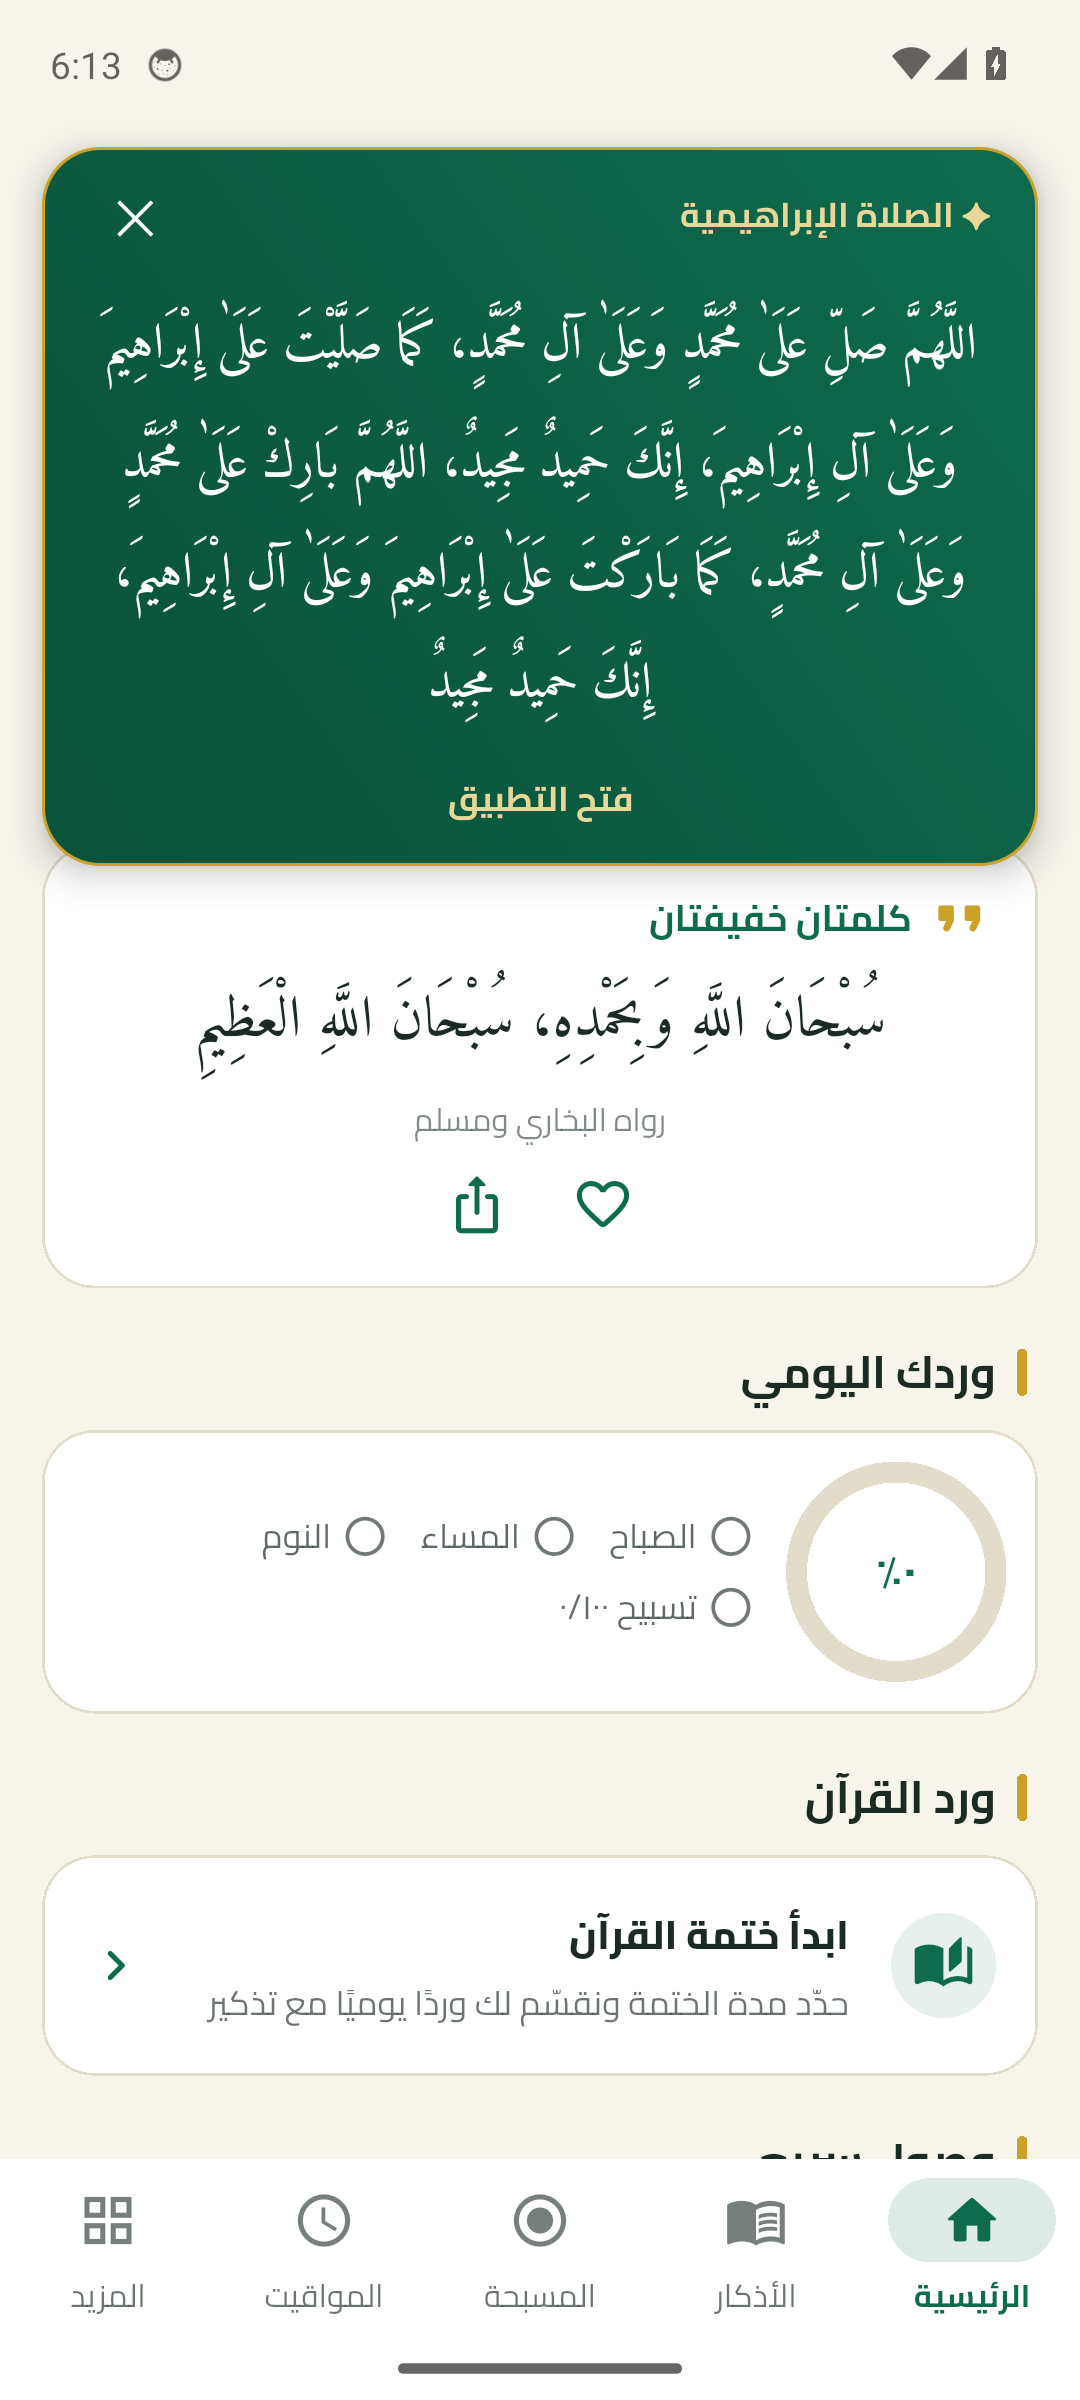 6:13
الصلاة الإبراهيمية
اللَّهُمَّ صَلِّ عَلَىٰ مُحَمَّدٍ وَعَلَىٰ آلِ مُحَمَّدٍ، كَمَا صَلَّيْتَ عَلَىٰ إِبْرَاهِيمَ
وَعَلَىٰ آلِ إِبْرَاهِيمَ، إِنَّكَ حَمِيدٌ مَجِيدٌ، اللَّهُمَّ بَارِكْ عَلَىٰ مُحَمَّدٍ
وَعَلَىٰ آلِ مُحَمَّدٍ، كَمَا بَارَكْتَ عَلَىٰ إِبْرَاهِيمَ وَعَلَىٰ آلِ إِبْرَاهِيمَ،
إِنَّكَ حَمِيدٌ مَجِيدٌ
فتح التطبيق
كلمتان خفيفتان
سُبْحَانَ اللَّهِ وَبِحَمْدِهِ، سُبْحَانَ اللَّهِ الْعَظِيمِ
رواه البخاري ومسلم
وردك اليومي
٠٪
الصباح
المساء
النوم
تسبيح ٠/١٠٠
ورد القرآن
ابدأ ختمة القرآن
حدّد مدة الختمة ونقسّم لك وردًا يوميًا مع تذكير
وصول سريع
الرئيسية
الأذكار
المسبحة
المواقيت
المزيد